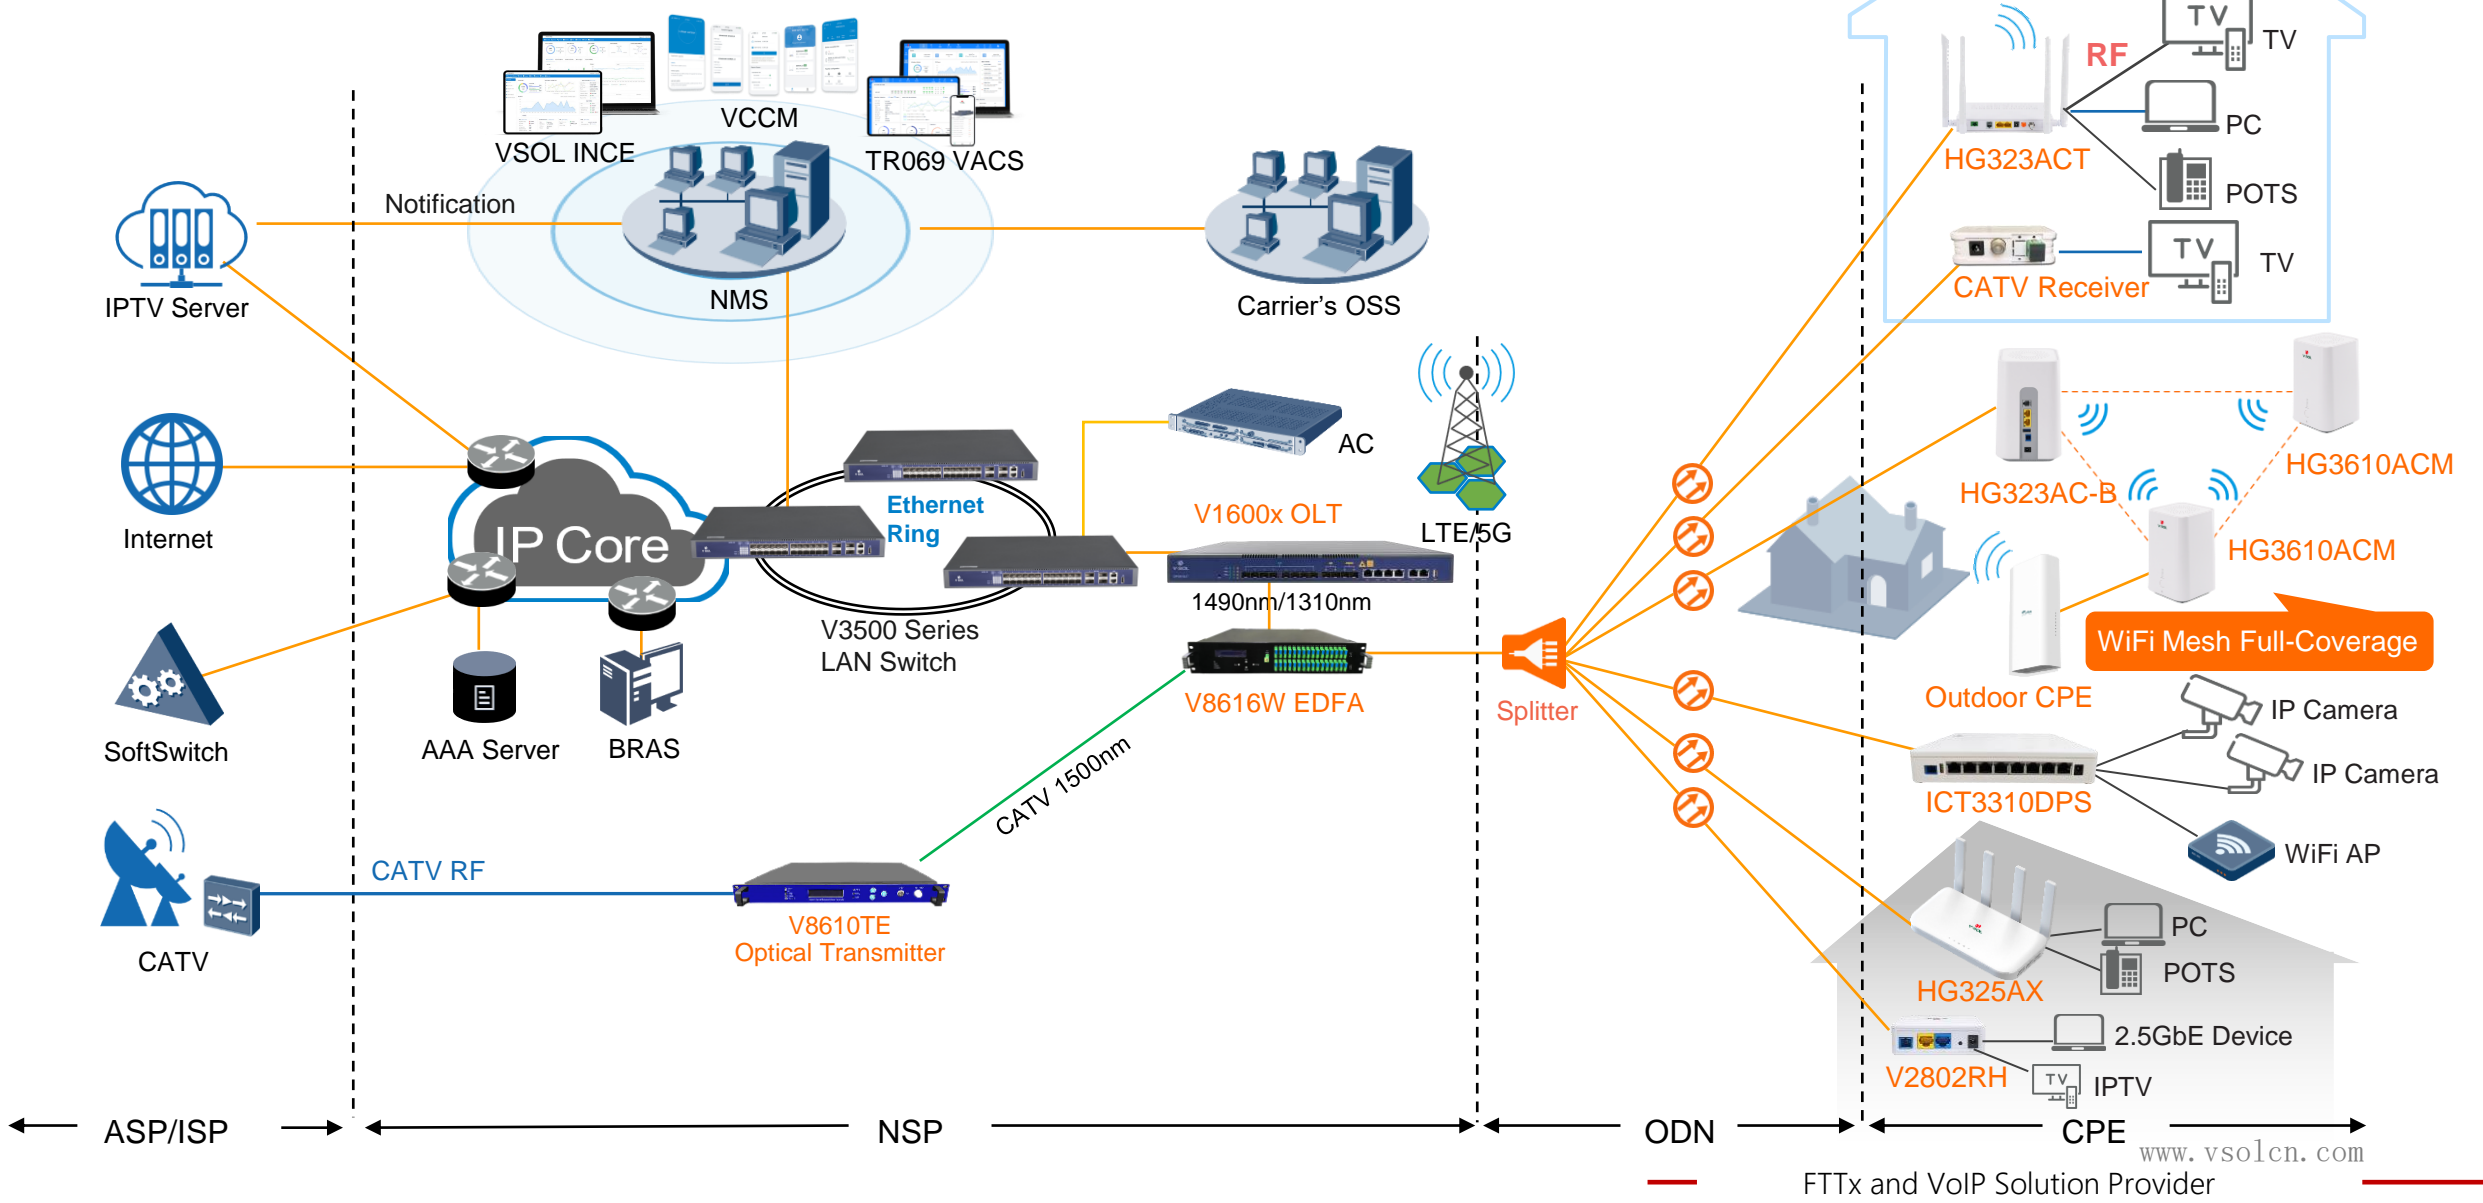 VSOL INCE
VCCM
TR069 VACS
Notification
IPTV Server
NMS
Carrier's OSS
Internet
IP Core
Ethernet
Ring
AC
LTE/5G
V1600x OLT
1490nm/1310nm
V3500 Series
LAN Switch
SoftSwitch
AAA Server
BRAS
V8616W EDFA
Splitter
CATV 1500nm
CATV RF
CATV
V8610TE
Optical Transmitter
RF
TV
TV
PC
HG323ACT
POTS
TV
TV
CATV Receiver
HG3610ACM
HG323AC-B
HG3610ACM
WiFi Mesh Full-Coverage
Outdoor CPE
IP Camera
IP Camera
ICT3310DPS
WiFi AP
PC
POTS
HG325AX
2.5GbE Device
V2802RH
TV
IPTV
ASP/ISP
NSP
ODN
CPE
www.vsolcn.com
FTTx and VoIP Solution Provider